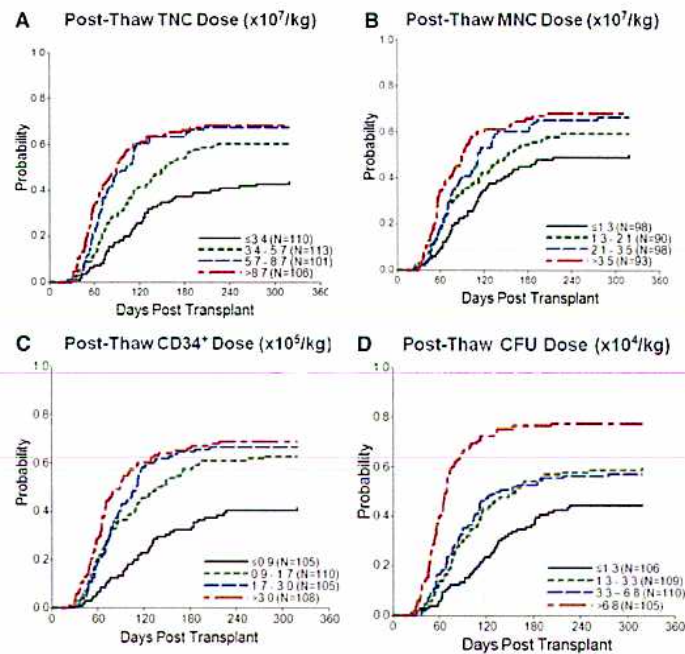 A Post-Thaw TNC Dose (x10⁷/kg)
1.0
0.8
0.6
0.4
0.2
0.0
Probability
0 60 120 180 240 300 360
Days Post Transplant
≤3.4 (N=110)
3.4 - 5.7 (N=113)
5.7 - 8.7 (N=101)
>8.7 (N=106)
B Post-Thaw MNC Dose (x10⁷/kg)
1.0
0.8
0.6
0.4
0.2
0.0
Probability
0 60 120 180 240 300 360
Days Post Transplant
≤1.3 (N=98)
1.3 - 2.1 (N=90)
2.1 - 3.5 (N=98)
>3.5 (N=93)
C Post-Thaw CD34⁺ Dose (x10⁵/kg)
1.0
0.8
0.6
0.4
0.2
0.0
Probability
0 60 120 180 240 300 360
Days Post Transplant
≤0.9 (N=105)
0.9 - 1.7 (N=110)
1.7 - 3.0 (N=105)
>3.0 (N=108)
D Post-Thaw CFU Dose (x10⁴/kg)
1.0
0.8
0.6
0.4
0.2
0.0
Probability
0 60 120 180 240 300 360
Days Post Transplant
≤1.3 (N=106
1.3 - 3.3 (N=109)
3.3 - 6.8 (N=110)
>6.8 (N=105)